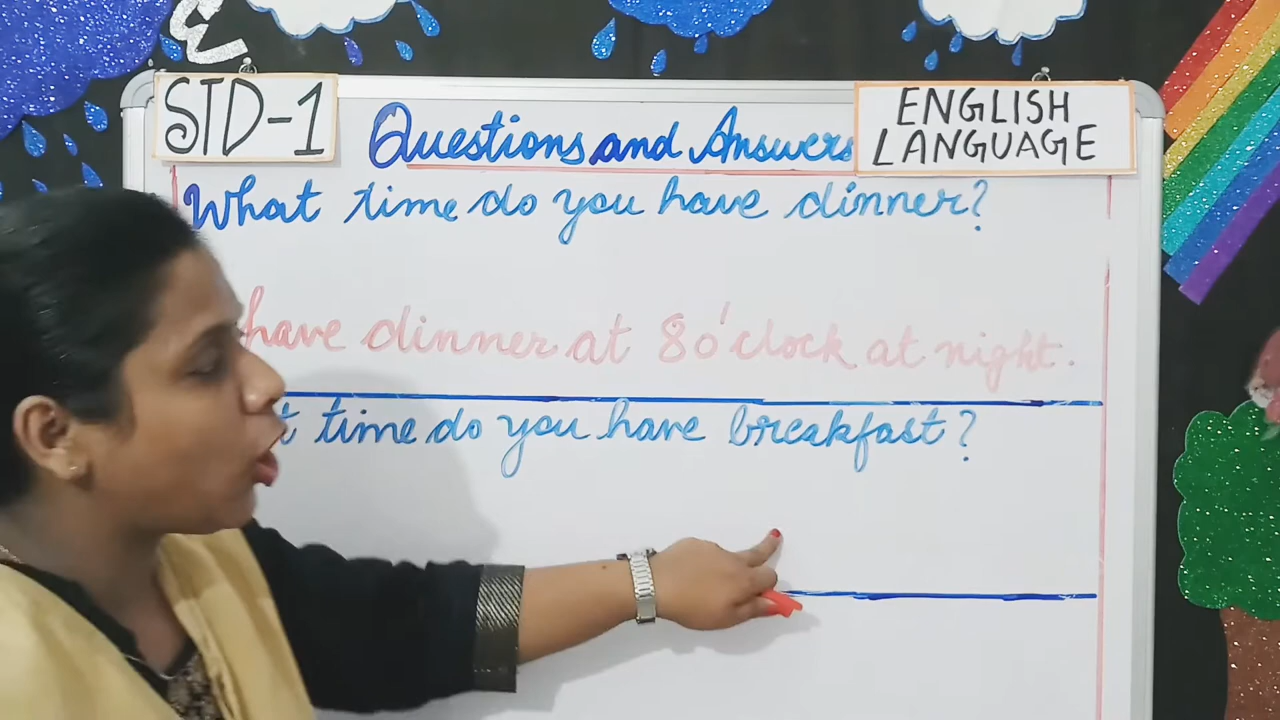 STD-1
Questions and Answers
ENGLISH
LANGUAGE
What time do you have dinner?
have dinner at 8 o'clock at night.
t time do you have breakfast?